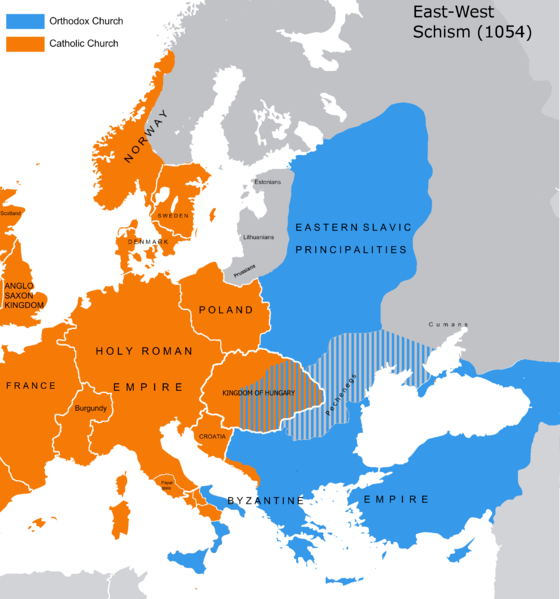 East-West
Schism (1054)
Orthodox Church
Catholic Church
NORWAY
Estonians
Scotland
SWEDEN
EASTERN SLAVIC
PRINCIPALITIES
Lithuanians
DENMARK
Prussians
ANGLO
SAXON
KINGDOM
POLAND
Cumans
HOLY ROMAN
EMPIRE
FRANCE
KINGDOM OF HUNGARY
Pechenegs
Burgundy
CROATIA
Papal
BYZANTINE
EMPIRE